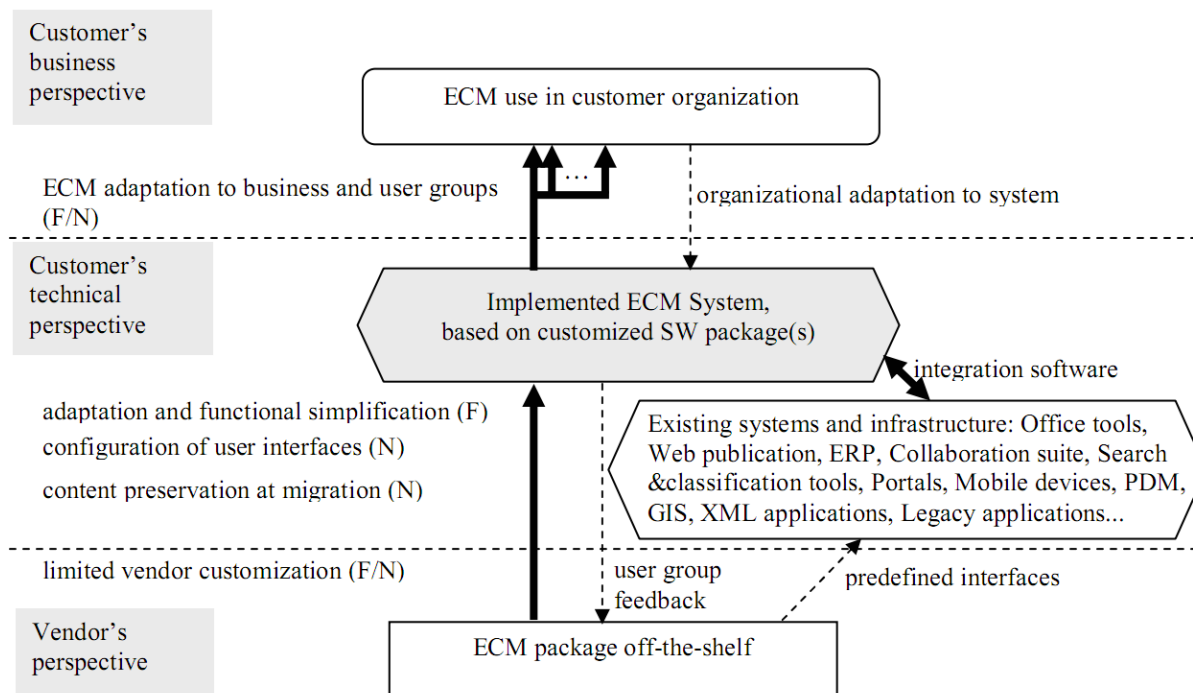 Customer's
business
perspective
ECM use in customer organization
...
ECM adaptation to business and user groups
(F/N)
organizational adaptation to system
Customer's
technical
perspective
Implemented ECM System,
based on customized SW package(s)
integration software
adaptation and functional simplification (F)
configuration of user interfaces (N)
content preservation at migration (N)
Existing systems and infrastructure: Office tools,
Web publication, ERP, Collaboration suite, Search
&classification tools, Portals, Mobile devices, PDM,
GIS, XML applications, Legacy applications...
limited vendor customization (F/N)
user group
feedback
predefined interfaces
Vendor's
perspective
ECM package off-the-shelf